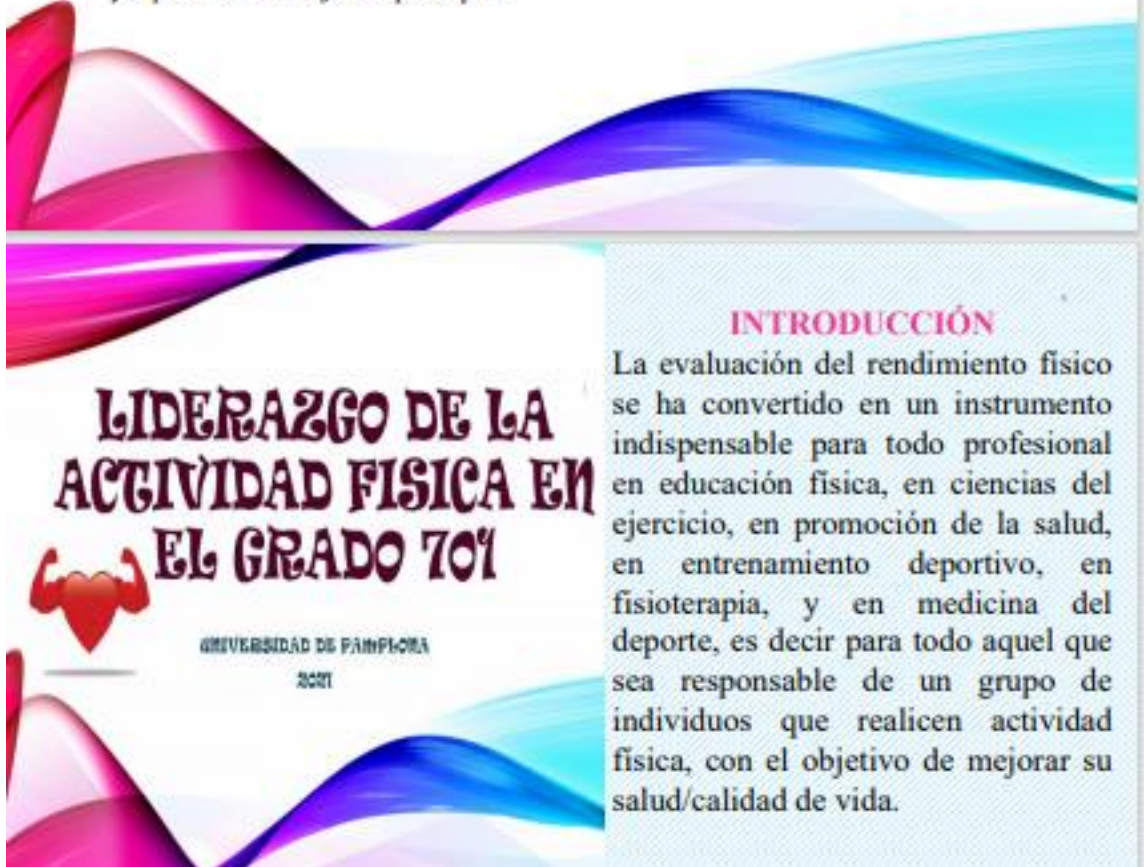 LIDERAZGO DE LA
ACTIVIDAD FISICA EN
EL GRADO 701
UNIVERSIDAD DE PAMPLONA
2021
INTRODUCCIÓN
La evaluación del rendimiento físico
se ha convertido en un instrumento
indispensable para todo profesional
en educación física, en ciencias del
ejercicio, en promoción de la salud,
en entrenamiento deportivo, en
fisioterapia, y en medicina del
deporte, es decir para todo aquel que
sea responsable de un grupo de
individuos que realicen actividad
física, con el objetivo de mejorar su
salud/calidad de vida.